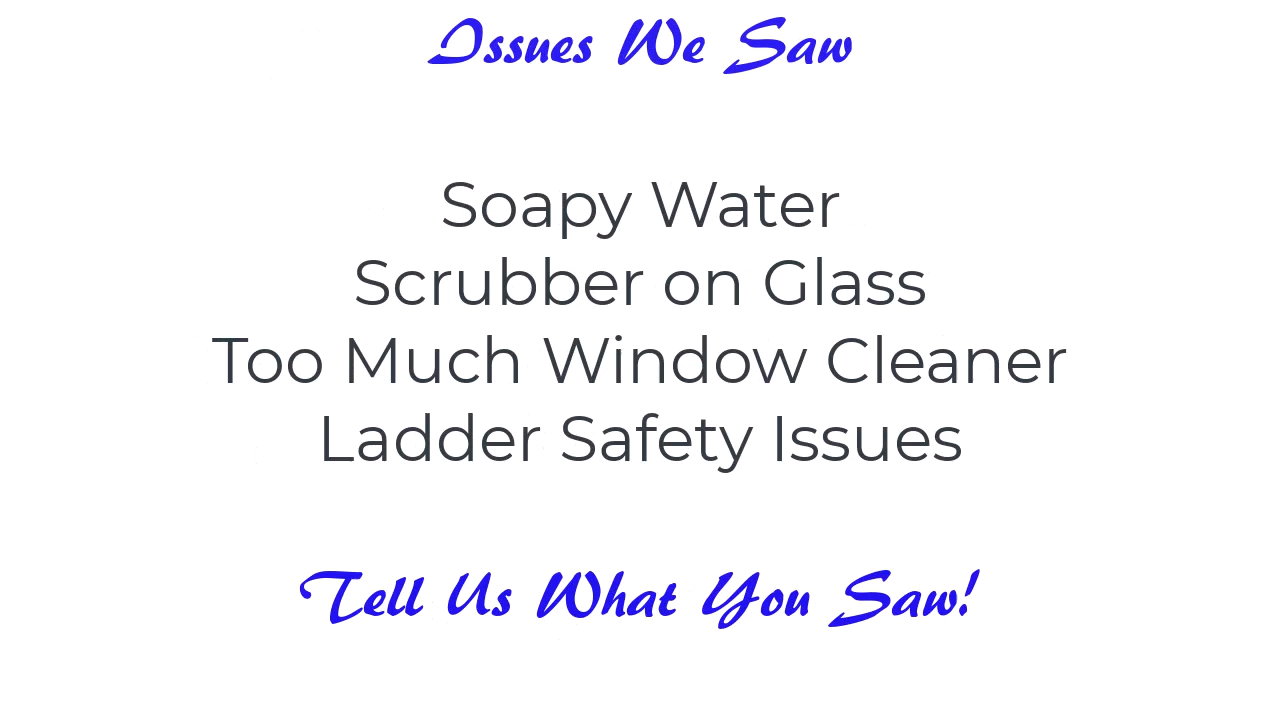 Issues We Saw
Soapy Water
Scrubber on Glass
Too Much Window Cleaner
Ladder Safety Issues
Tell Us What You Saw!